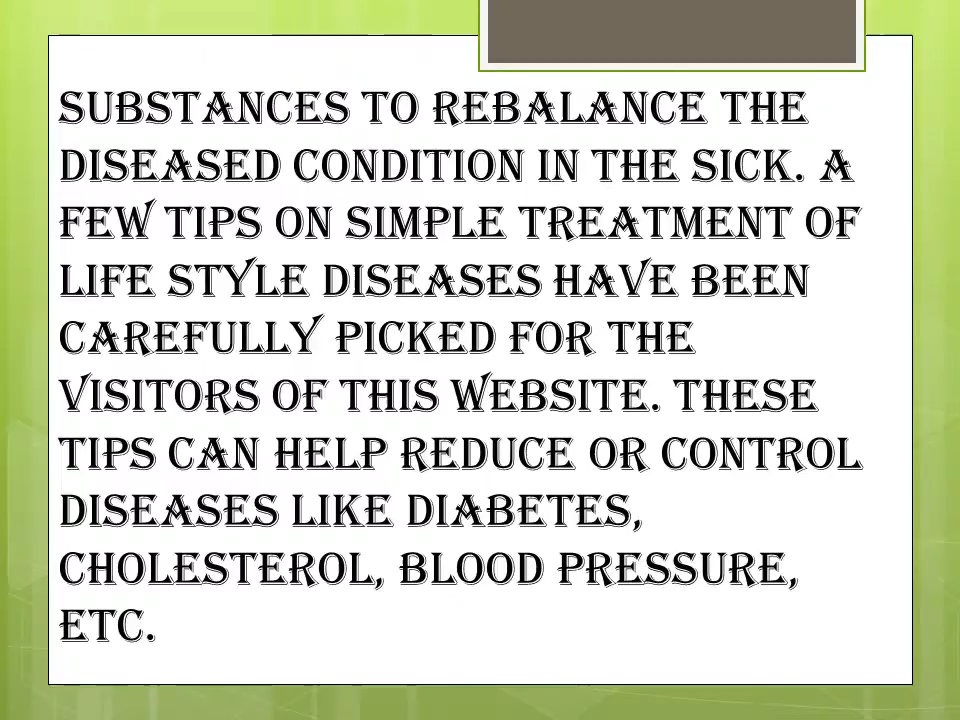 SUBSTANCES TO REBALANCE THE
DISEASED CONDITION IN THE SICK. A
FEW TIPS ON SIMPLE TREATMENT OF
LIFE STYLE DISEASES HAVE BEEN
CAREFULLY PICKED FOR THE
VISITORS OF THIS WEBSITE. THESE
TIPS CAN HELP REDUCE OR CONTROL
DISEASES LIKE DIABETES,
CHOLESTEROL, BLOOD PRESSURE,
ETC.